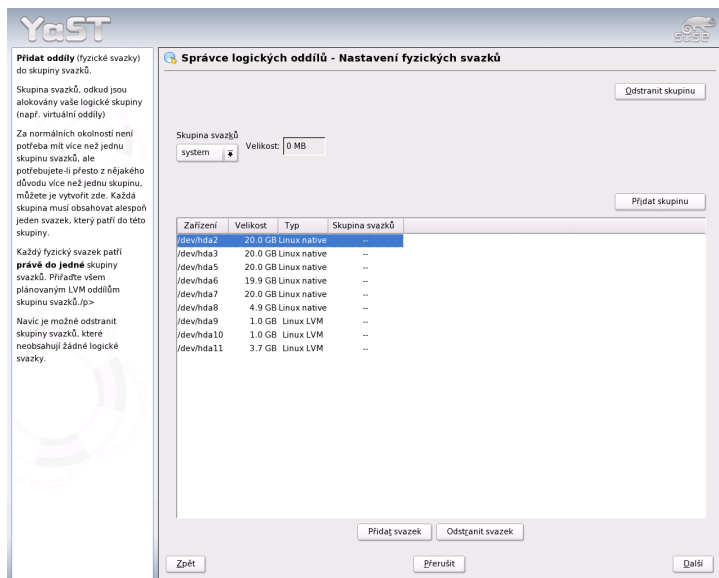 YaST
SUSE
Přidat oddíly (fyzické svazky)
do skupiny svazků.
Skupina svazků, odkud jsou
alokovány vaše logické skupiny
(např. virtuální oddíly)
Za normálních okolností není
potřeba mít více než jednu
skupinu svazků, ale
potřebujete-li přesto z nějakého
důvodu více než jednu skupinu,
můžete je vytvořit zde. Každá
skupina musí obsahovat alespoň
jeden svazek, který patří do této
skupiny.
Každý fyzický svazek patří
právě do jedné skupiny
svazků. Přiřaďte všem
plánovaným LVM oddílům
skupinu svazků./p>
Navíc je možné odstranit
skupiny svazků, které
neobsahují žádné logické
svazky.
Správce logických oddílů - Nastavení fyzických svazků
Odstranit skupinu
Skupina svazků
system
Velikost: 0 MB
Přidat skupinu
Zařízení Velikost Typ Skupina svazků
/dev/hda2 20.0 GB Linux native --
/dev/hda3 20.0 GB Linux native --
/dev/hda5 20.0 GB Linux native --
/dev/hda6 19.9 GB Linux native --
/dev/hda7 20.0 GB Linux native --
/dev/hda8 4.9 GB Linux native --
/dev/hda9 1.0 GB Linux LVM --
/dev/hda10 1.0 GB Linux LVM --
/dev/hda11 3.7 GB Linux LVM --
Přidat svazek Odstranit svazek
Zpět Přerušit Další